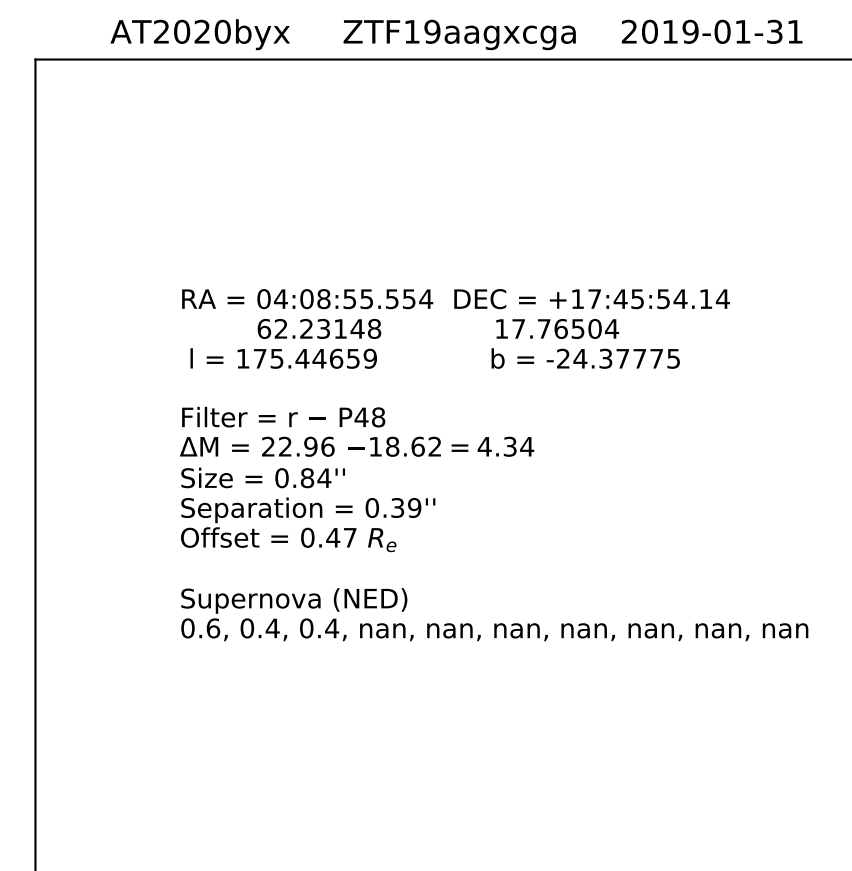 AT2020byx ZTF19aagxcga 2019-01-31
RA = 04:08:55.554 DEC = +17:45:54.14
62.23148 17.76504
l = 175.44659 b = -24.37775
Filter = r − P48
ΔM = 22.96 −18.62 = 4.34
Size = 0.84''
Separation = 0.39''
Offset = 0.47 Rₑ
Supernova (NED)
0.6, 0.4, 0.4, nan, nan, nan, nan, nan, nan, nan